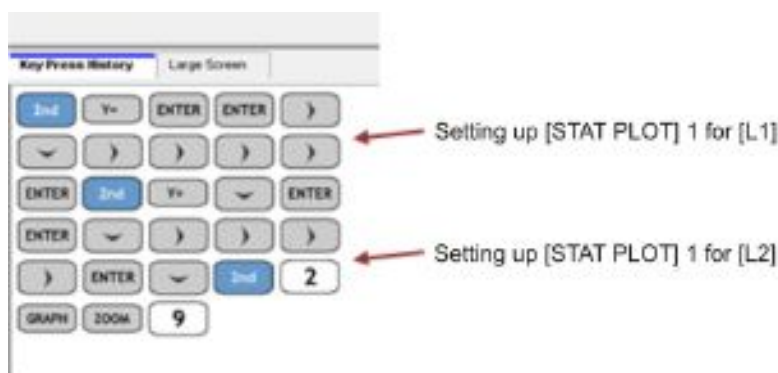 Key Press History Large Screen
2nd Y= ENTER ENTER
Setting up [STAT PLOT] 1 for [L1]
ENTER 2nd Y= ENTER
ENTER
Setting up [STAT PLOT] 1 for [L2]
ENTER 2nd 2
GRAPH ZOOM 9